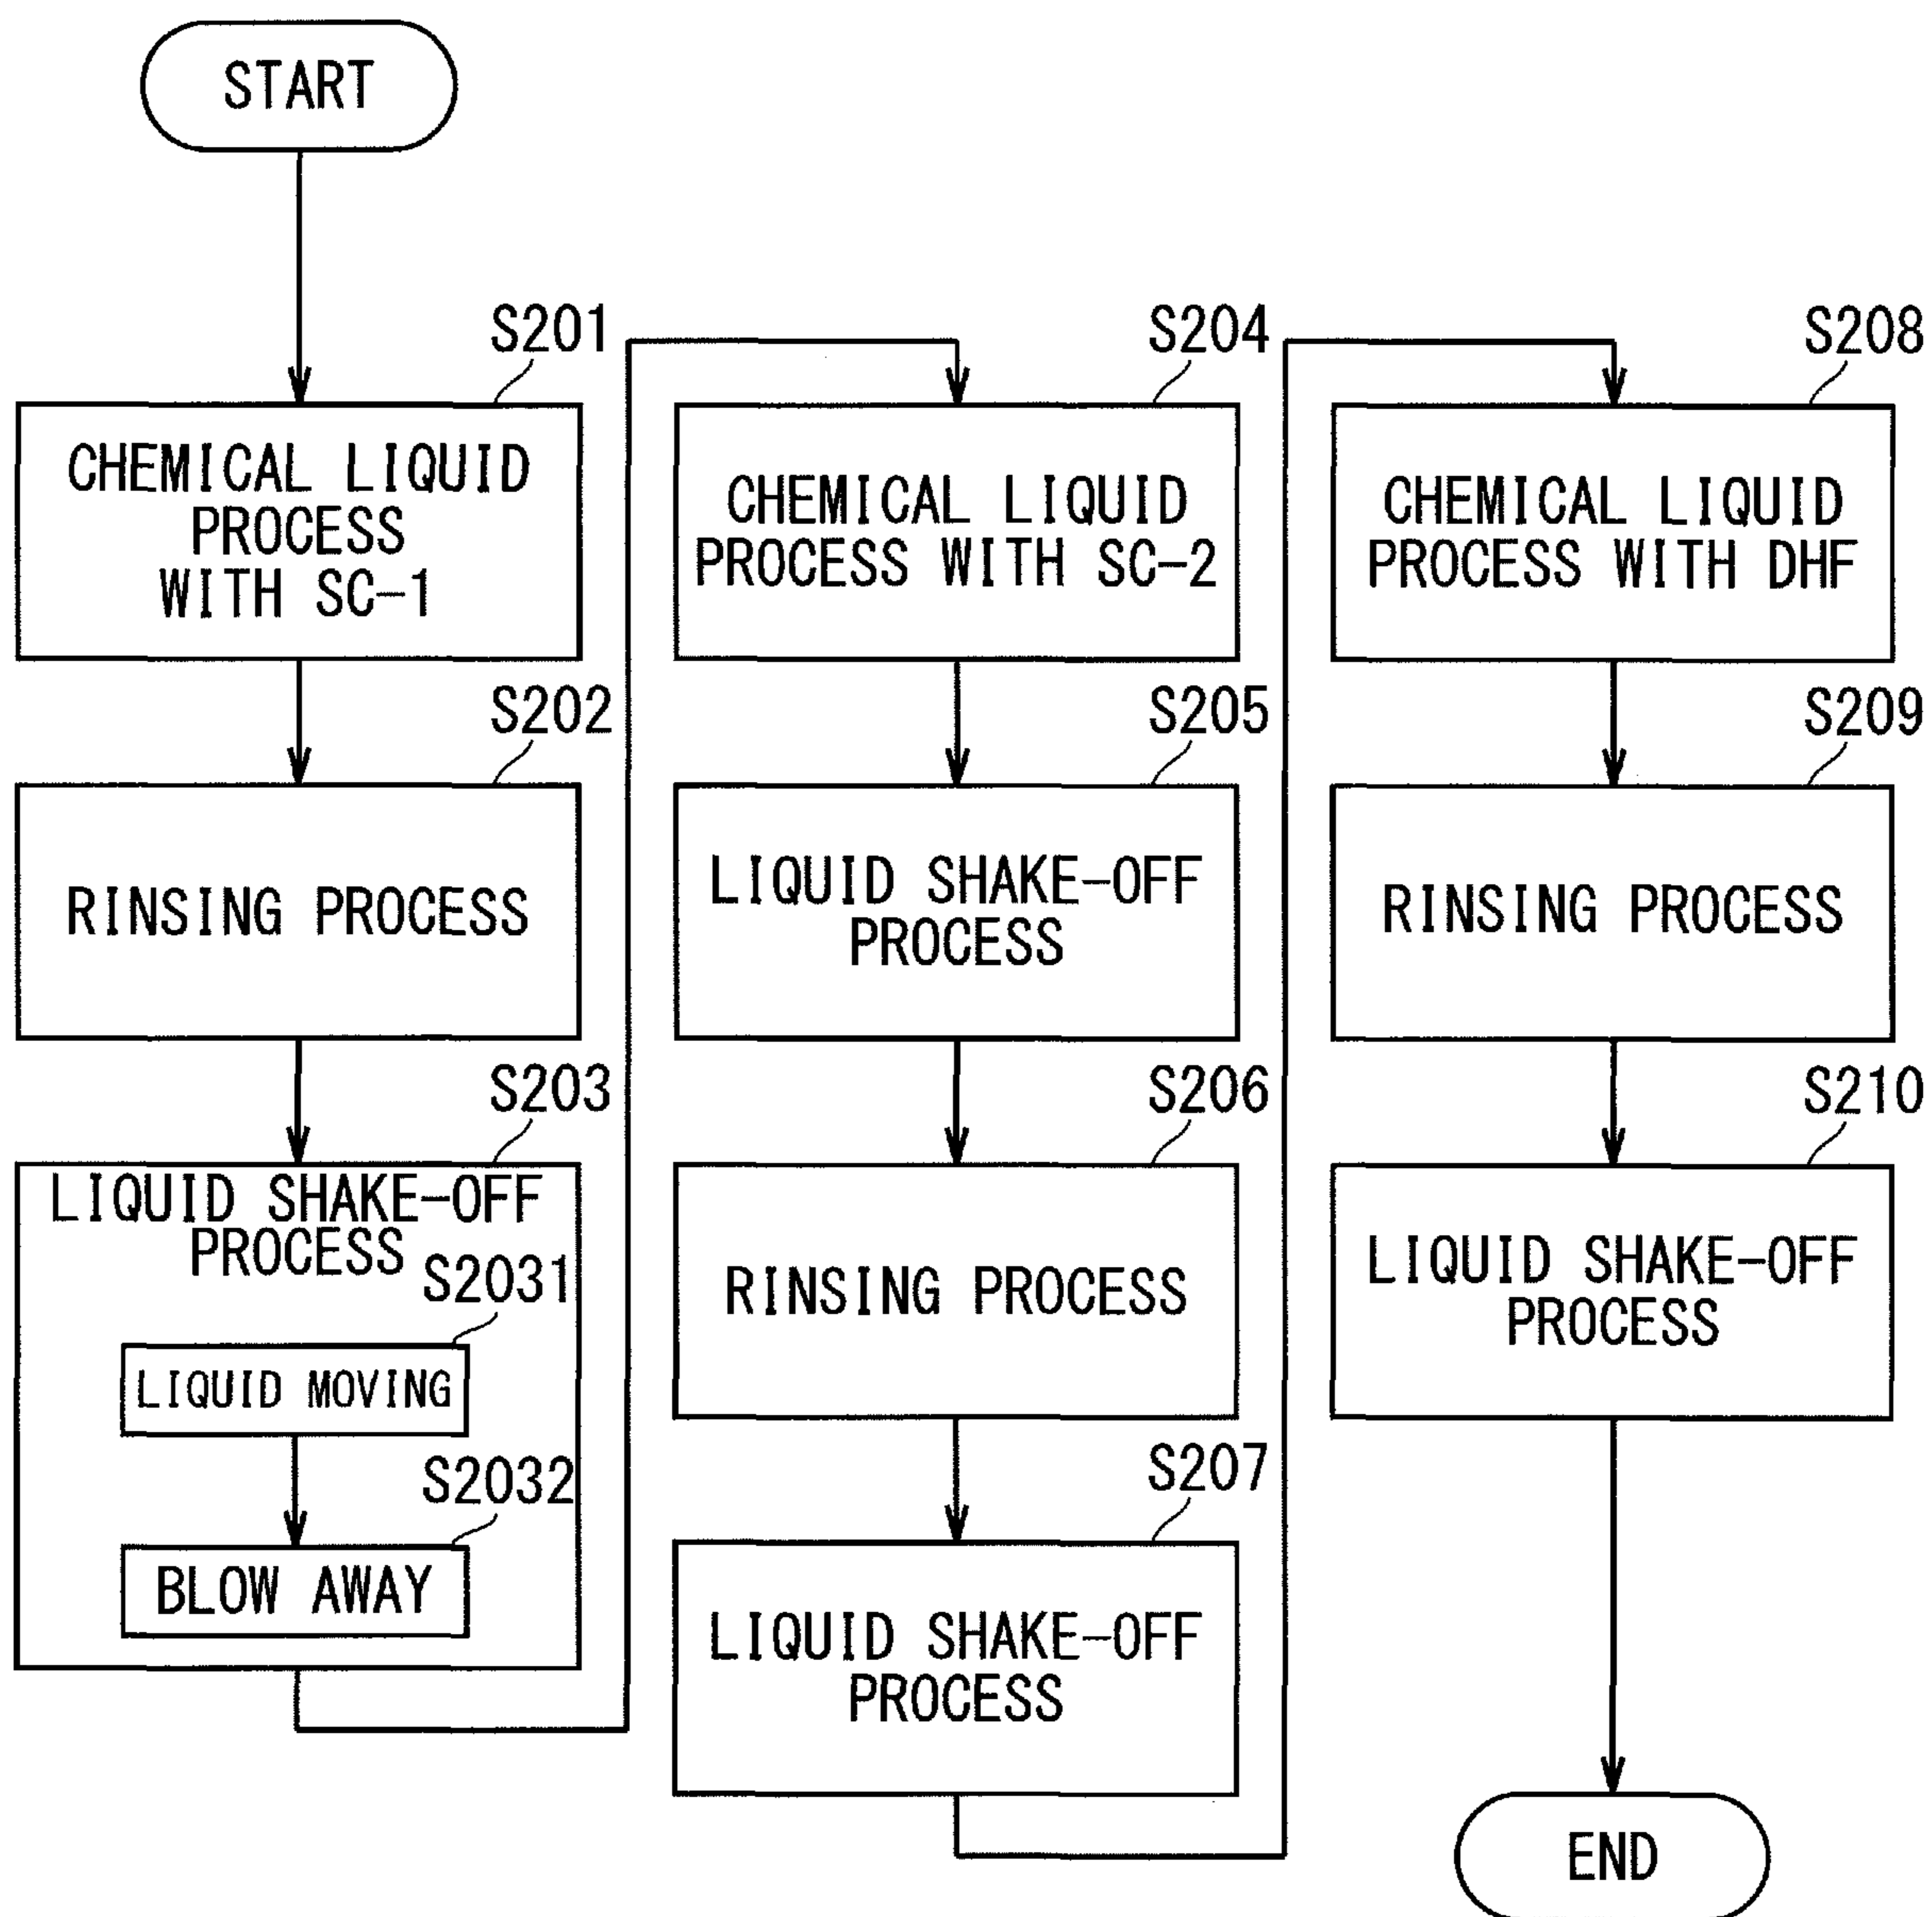 START
S201
CHEMICAL LIQUID
PROCESS
WITH SC-1
S202
RINSING PROCESS
S203
LIQUID SHAKE-OFF
PROCESS
S2031
LIQUID MOVING
S2032
BLOW AWAY
S204
CHEMICAL LIQUID
PROCESS WITH SC-2
S205
LIQUID SHAKE-OFF
PROCESS
S206
RINSING PROCESS
S207
LIQUID SHAKE-OFF
PROCESS
S208
CHEMICAL LIQUID
PROCESS WITH DHF
S209
RINSING PROCESS
S210
LIQUID SHAKE-OFF
PROCESS
END